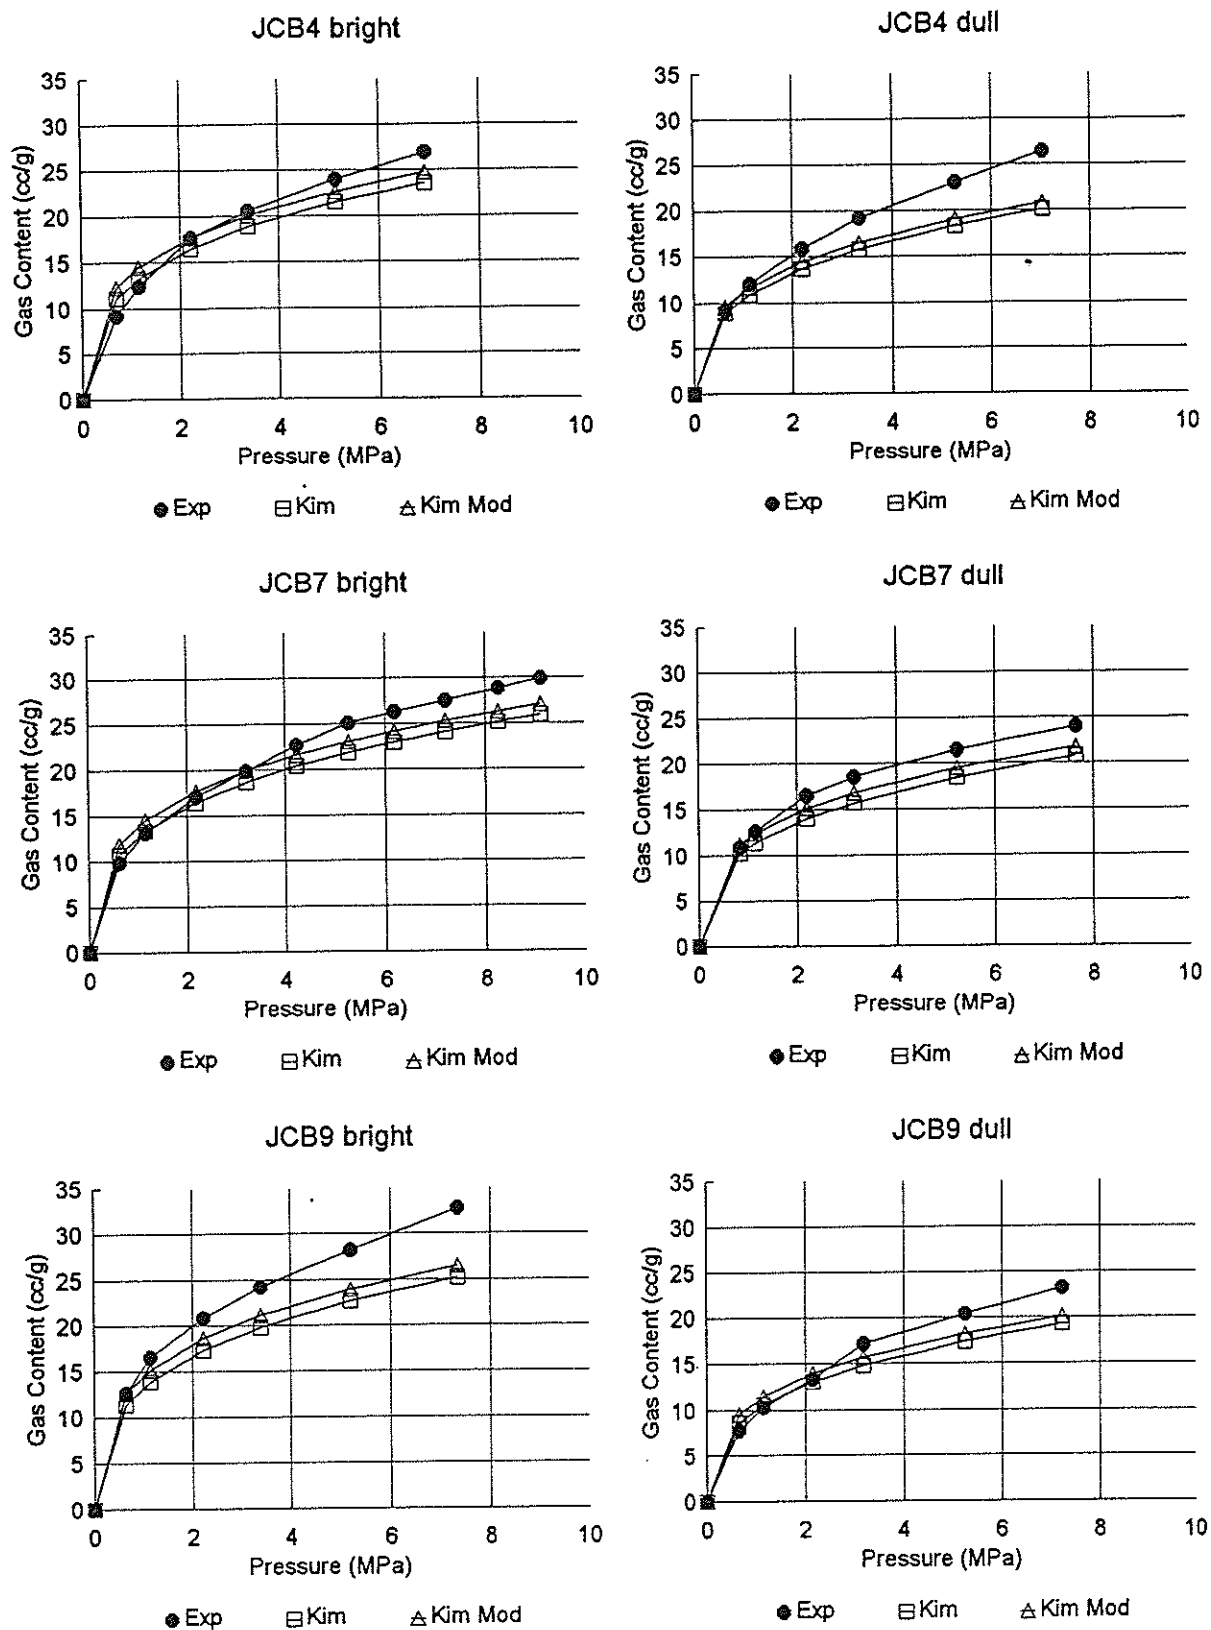 JCB4 bright
Gas Content (cc/g)
35
30
25
20
15
10
5
0
0 2 4 6 8 10
Pressure (MPa)
Exp Kim Kim Mod
JCB4 dull
Gas Content (cc/g)
35
30
25
20
15
10
5
0
0 2 4 6 8 10
Pressure (MPa)
Exp Kim Kim Mod
JCB7 bright
Gas Content (cc/g)
35
30
25
20
15
10
5
0
0 2 4 6 8 10
Pressure (MPa)
Exp Kim Kim Mod
JCB7 dull
Gas Content (cc/g)
35
30
25
20
15
10
5
0
0 2 4 6 8 10
Pressure (MPa)
Exp Kim Kim Mod
JCB9 bright
Gas Content (cc/g)
35
30
25
20
15
10
5
0
0 2 4 6 8 10
Pressure (MPa)
Exp Kim Kim Mod
JCB9 dull
Gas Content (cc/g)
35
30
25
20
15
10
5
0
0 2 4 6 8 10
Pressure (MPa)
Exp Kim Kim Mod